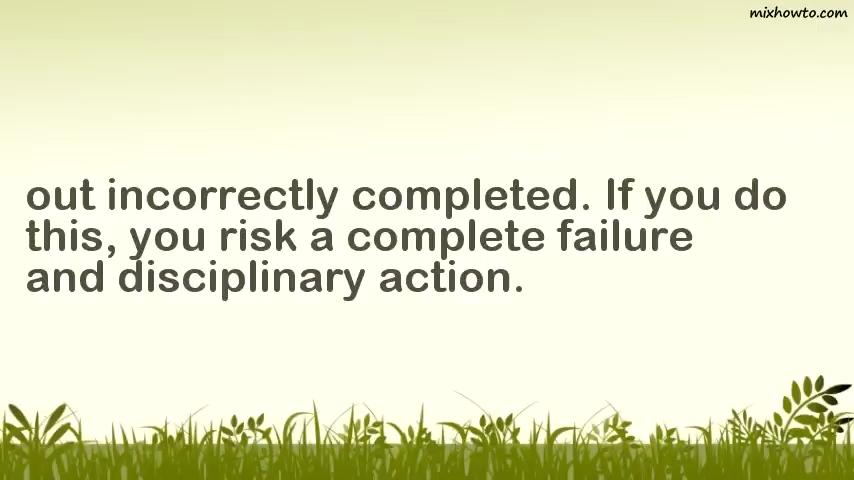 mixhowto.com
out incorrectly completed. If you do
this, you risk a complete failure
and disciplinary action.